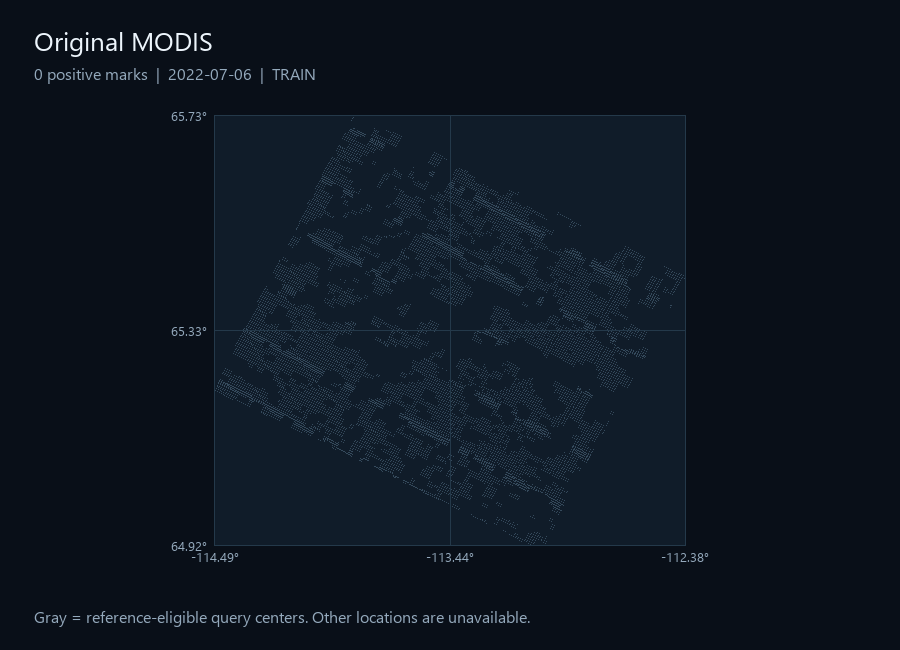 Original MODIS
0 positive marks | 2022-07-06 | TRAIN
65.73°
65.33°
64.92°
-114.49°
-113.44°
-112.38°
Gray = reference-eligible query centers. Other locations are unavailable.